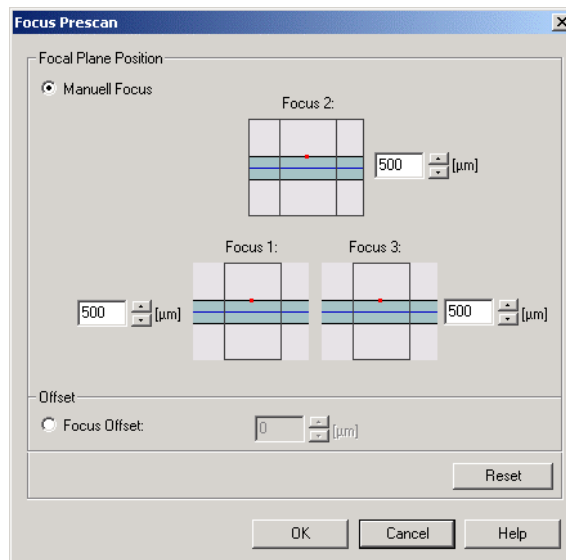 Focus Prescan
Focal Plane Position
Manuell Focus
Focus 2:
500 [µm]
Focus 1: Focus 3:
500 [µm] 500 [µm]
Offset
Focus Offset: 0 [µm]
Reset
OK Cancel Help